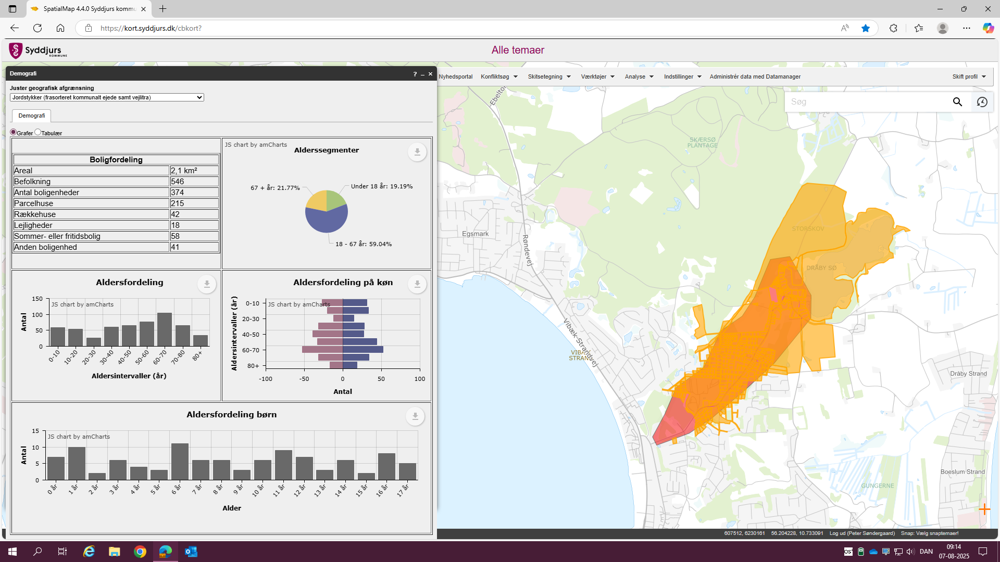 SpatialMap 4.4.0 Syddjurs kommu
https://kort.syddjurs.dk/cbkort?
Syddjurs
KOMMUNE
Alle temaer
Demografi
? _ ×
Nyhedsportal
Konfliktsøg
Skitsetegning
Værktøjer
Analyse
Indstillinger
Administrér data med Datamanager
Skift profil
Juster geografisk afgrænsning
Jordstykker (frasorteret kommunalt ejede samt vejlitra)
Søg
Demografi
Grafer
Tabulær
Boligfordeling
Areal 2,1 km²
Befolkning 546
Antal boligenheder 374
Parcelhuse 215
Rækkehuse 42
Lejligheder 18
Sommer- eller fritidsbolig 58
Anden boligenhed 41
JS chart by amCharts
Alderssegmenter
67 + år: 21.77%
Under 18 år: 19.19%
18 - 67 år: 59.04%
Aldersfordeling
JS chart by amCharts
Antal
150
100
50
0
0-10
10-20
20-30
30-40
40-50
50-60
60-70
70-80
80+
Aldersintervaller (år)
Aldersfordeling på køn
JS chart by amCharts
Aldersintervaller (år)
0-10
20-30
40-50
60-70
80+
-100
-50
0
50
100
Antal
Aldersfordeling børn
JS chart by amCharts
Antal
15
10
5
0
0 år
1 år
2 år
3 år
4 år
5 år
6 år
7 år
8 år
9 år
10 år
11 år
12 år
13 år
14 år
15 år
16 år
17 år
Alder
Ebelto
SKÆRSØ
PLANTAGE
Egsmark
Røndevej
STORSKOV
DRÅBY SØ
Vibæk Strandvej
VIBÆ
STRAN
Dråby Strand
Boeslum Strand
GUNGERNE
607512, 6230161
56.204228, 10.733091
Log ud (Peter Søndergaard)
Snap: Vælg snaptemaer!
DAN
09:14
07-08-2025